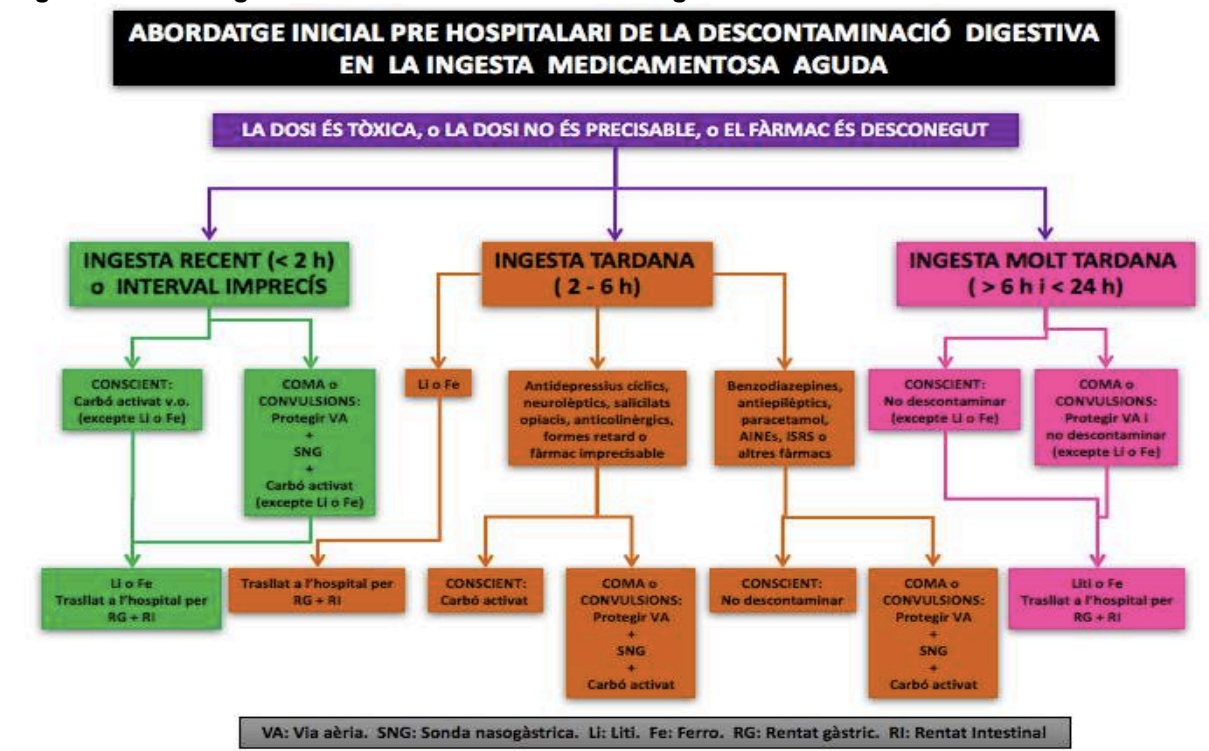 ABORDATGE INICIAL PRE HOSPITALARI DE LA DESCONTAMINACIÓ DIGESTIVA
EN LA INGESTA MEDICAMENTOSA AGUDA
LA DOSI ÉS TÒXICA, o LA DOSI NO ÉS PRECISABLE, o EL FÀRMAC ÉS DESCONEGUT
INGESTA RECENT (< 2 h)
o INTERVAL IMPRECÍS
INGESTA TARDANA
( 2 - 6 h)
INGESTA MOLT TARDANA
( > 6 h i < 24 h)
CONSCIENT:
Carbó activat v.o.
(excepte Li o Fe)
COMA o
CONVULSIONS:
Protegir VA
+
SNG
+
Carbó activat
(excepte Li o Fe)
Li o Fe
Antidepressius cíclics,
neurolèptics, salicilats
opiacis, anticolinèrgics,
formes retard o
fàrmac imprecisable
Benzodiazepines,
antiepilèptics,
paracetamol,
AINEs, ISRS o
altres fàrmacs
CONSCIENT:
No descontaminar
(excepte Li o Fe)
COMA o
CONVULSIONS:
Protegir VA i
no descontaminar
(excepte Li o Fe)
Li o Fe
Trasllat a l'hospital per
RG + RI
Trasllat a l'hospital per
RG + RI
CONSCIENT:
Carbó activat
COMA o
CONVULSIONS:
Protegir VA
+
SNG
+
Carbó activat
CONSCIENT:
No descontaminar
COMA o
CONVULSIONS:
Protegir VA
+
SNG
+
Carbó activat
Liti o Fe
Trasllat a l'hospital per
RG + RI
VA: Via aèria. SNG: Sonda nasogàstrica. Li: Liti. Fe: Ferro. RG: Rentat gàstric. RI: Rentat Intestinal